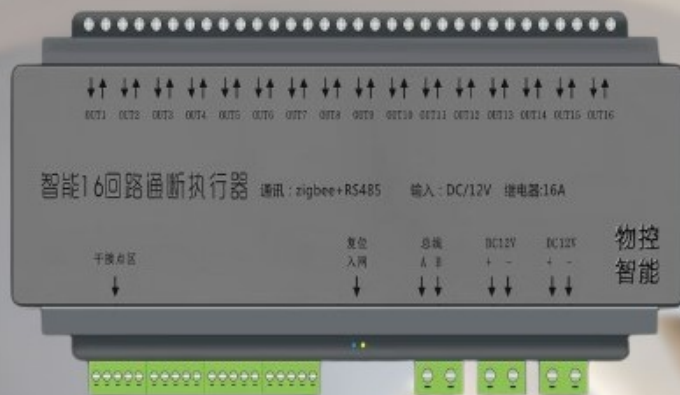 OUT1 OUT2 OUT3 OUT4 OUT5 OUT6 OUT7 OUT8 OUT9 OUT10 OUT11 OUT12 OUT13 OUT14 OUT15 OUT16
智能16回路通断执行器 通讯:zigbee+RS485 输入:DC/12V 继电器:16A
物控
智能
干接点区
复位
入网
总线
A B
DC12V
+ -
DC12V
+ -